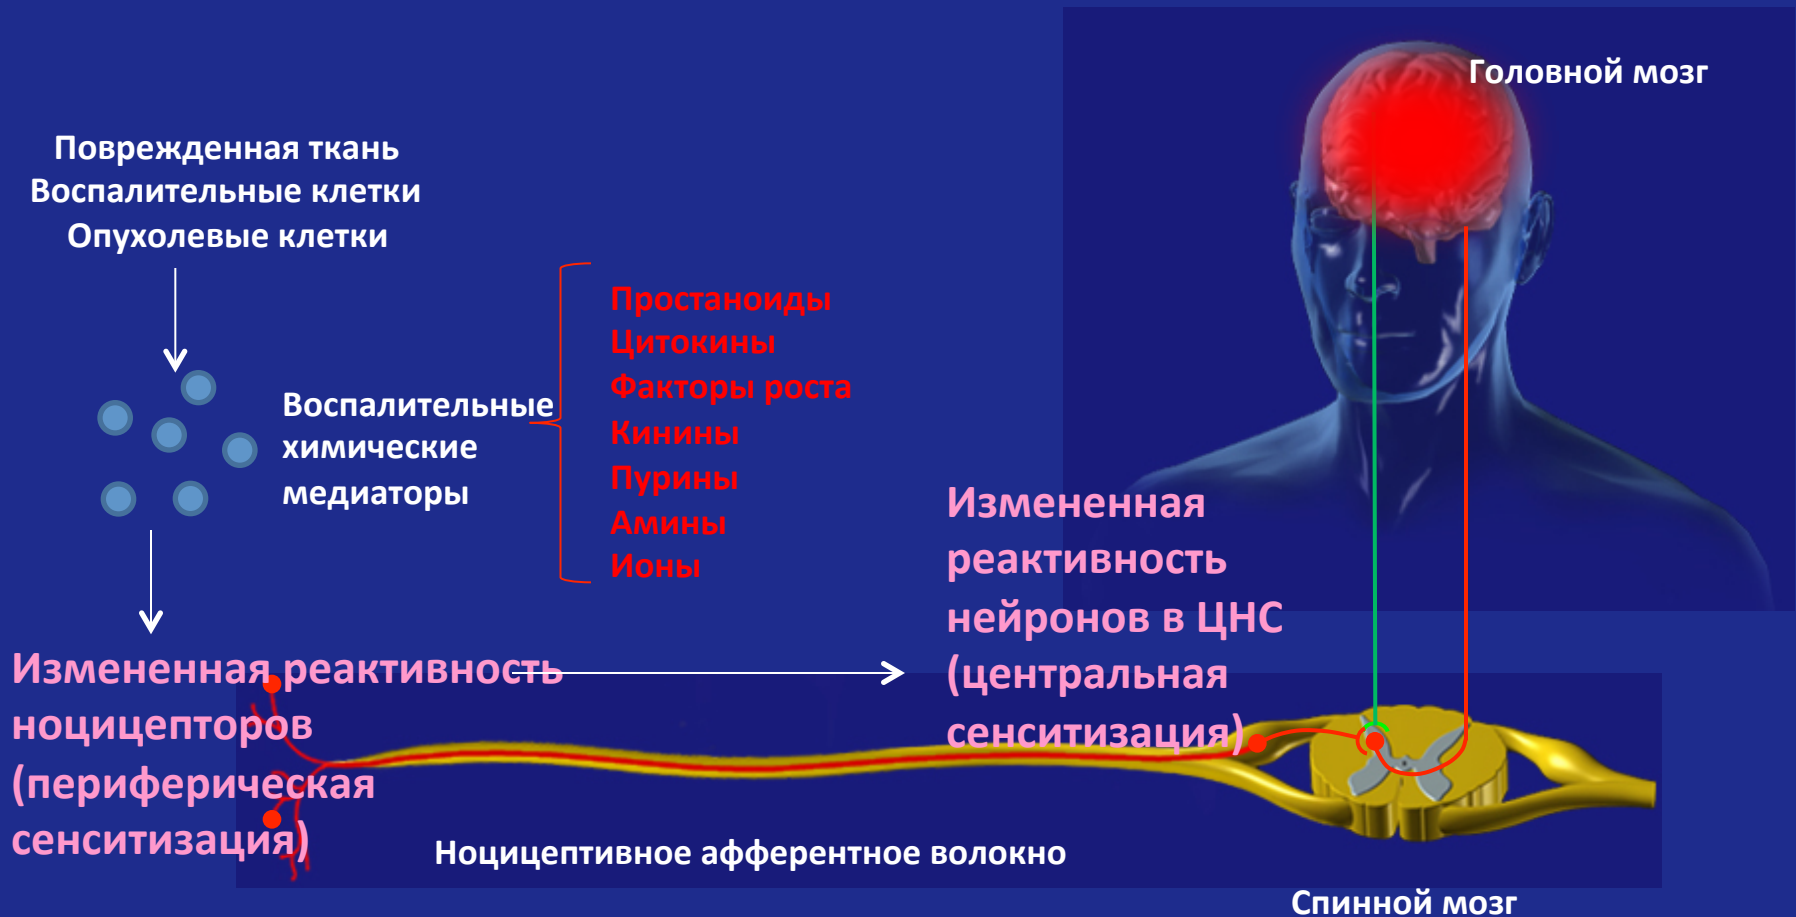 Головной мозг
Поврежденная ткань
Воспалительные клетки
Опухолевые клетки
Воспалительные
химические
медиаторы
Простаноиды
Цитокины
Факторы роста
Кинины
Пурины
Амины
Ионы
Измененная реактивность
ноцицепторов
(периферическая
сенситизация)
Измененная
реактивность
нейронов в ЦНС
(центральная
сенситизация)
Ноцицептивное афферентное волокно
Спинной мозг